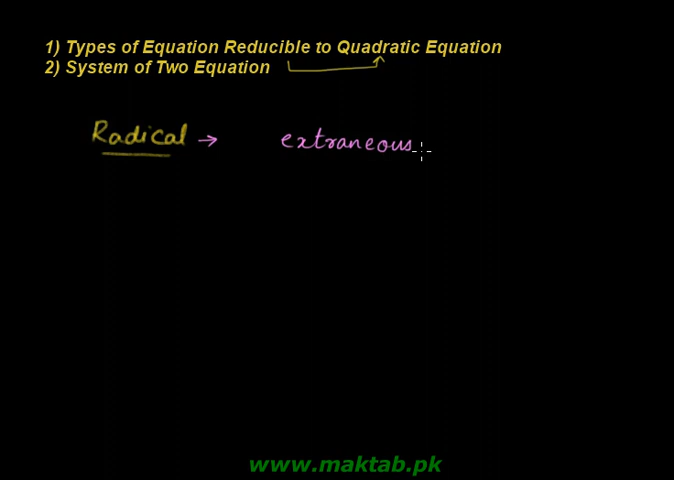 1) Types of Equation Reducible to Quadratic Equation
2) System of Two Equation
Radical → extraneous
www.maktab.pk